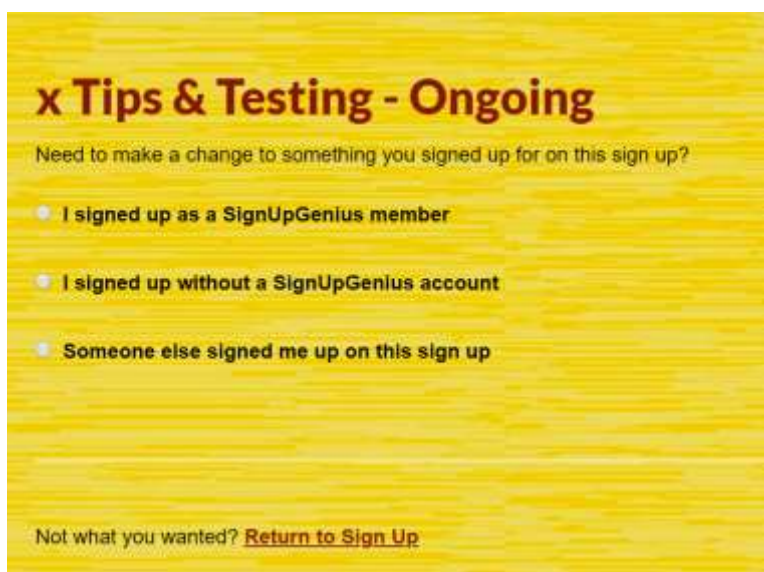 x Tips & Testing - Ongoing
Need to make a change to something you signed up for on this sign up?
I signed up as a SignUpGenius member
I signed up without a SignUpGenius account
Someone else signed me up on this sign up
Not what you wanted? Return to Sign Up